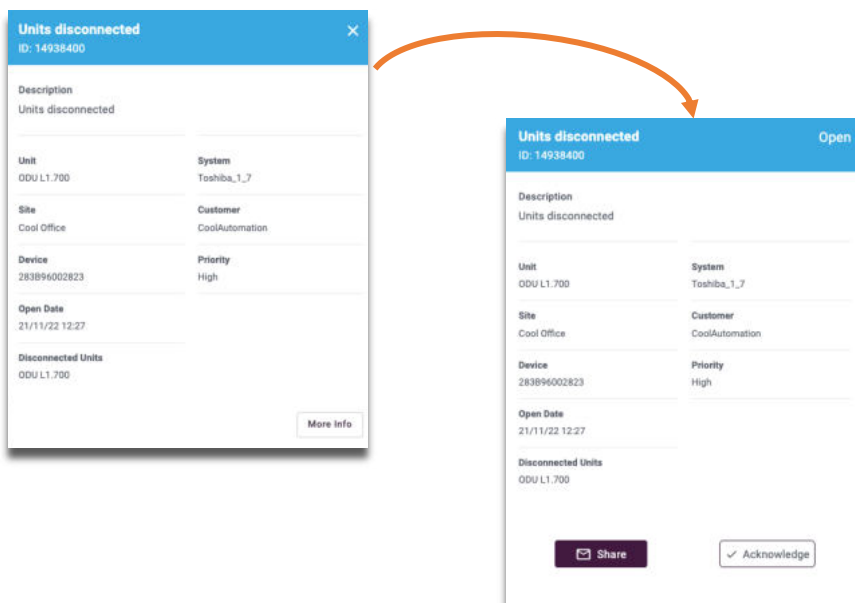 Units disconnected
ID: 14938400
Description
Units disconnected
Unit
ODU L1.700
System
Toshiba_1_7
Site
Cool Office
Customer
CoolAutomation
Device
283B96002823
Priority
High
Open Date
21/11/22 12:27
Disconnected Units
ODU L1.700
More Info
Units disconnected
Open
ID: 14938400
Description
Units disconnected
Unit
ODU L1.700
System
Toshiba_1_7
Site
Cool Office
Customer
CoolAutomation
Device
283B96002823
Priority
High
Open Date
21/11/22 12:27
Disconnected Units
ODU L1.700
Share
Acknowledge